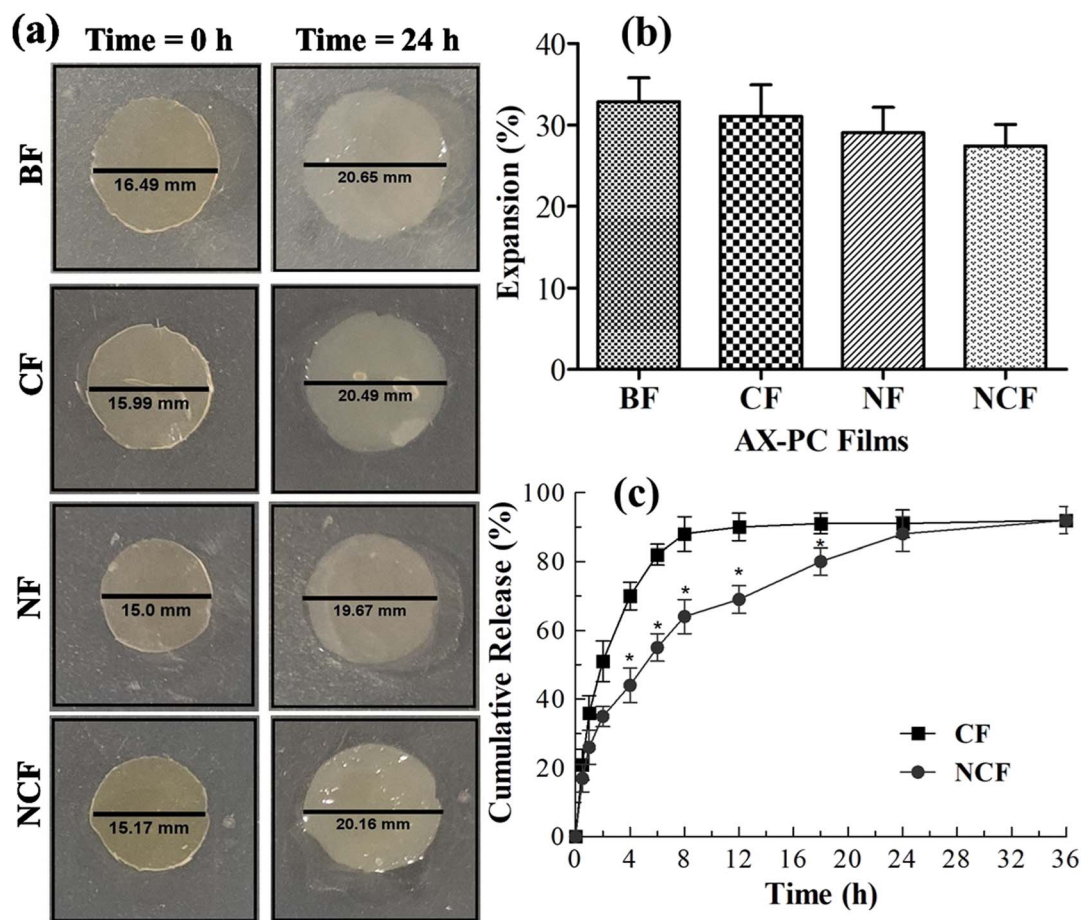 (a) Time = 0 h Time = 24 h
BF
16.49 mm
20.65 mm
CF
15.99 mm
20.49 mm
NF
15.0 mm
19.67 mm
NCF
15.17 mm
20.16 mm
(b)
Expansion (%)
40
30
20
10
0
BF CF NF NCF
AX-PC Films
(c)
Cumulative Release (%)
100
80
60
40
20
0
* * * * *
CF
NCF
0 4 8 12 16 20 24 28 32 36
Time (h)